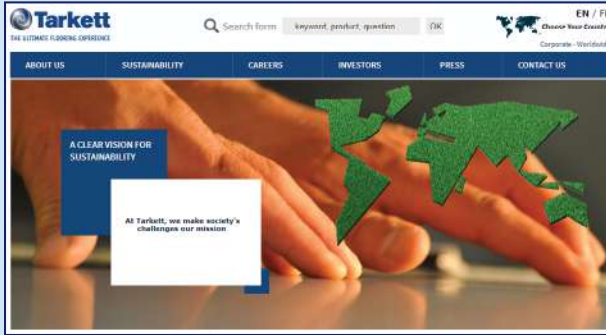 Tarkett
THE ULTIMATE FLOORING EXPERIENCE
Search form
keyword, product, question
OK
EN / F
Choose Your Countr
Corporate - Worldwid
ABOUT US
SUSTAINABILITY
CAREERS
INVESTORS
PRESS
CONTACT US
A CLEAR VISION FOR
SUSTAINABILITY
At Tarkett, we make society's
challenges our mission